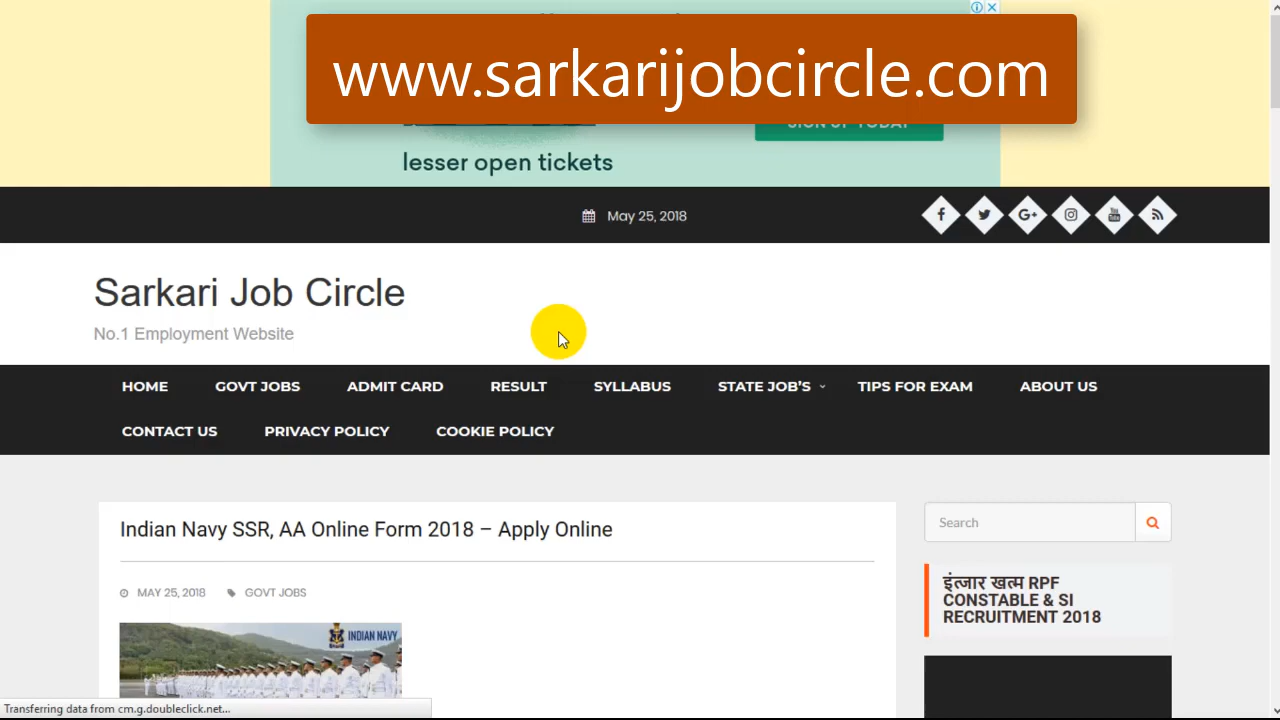 www.sarkarijobcircle.com
SIGN UP TODAY
lesser open tickets
May 25, 2018
Sarkari Job Circle
No.1 Employment Website
HOME GOVT JOBS ADMIT CARD RESULT SYLLABUS STATE JOB'S TIPS FOR EXAM ABOUT US
CONTACT US PRIVACY POLICY COOKIE POLICY
Indian Navy SSR, AA Online Form 2018 – Apply Online
Search
MAY 25, 2018 GOVT JOBS
इंत्जार खत्म RPF
CONSTABLE & SI
RECRUITMENT 2018
INDIAN NAVY
Transferring data from cm.g.doubleclick.net...